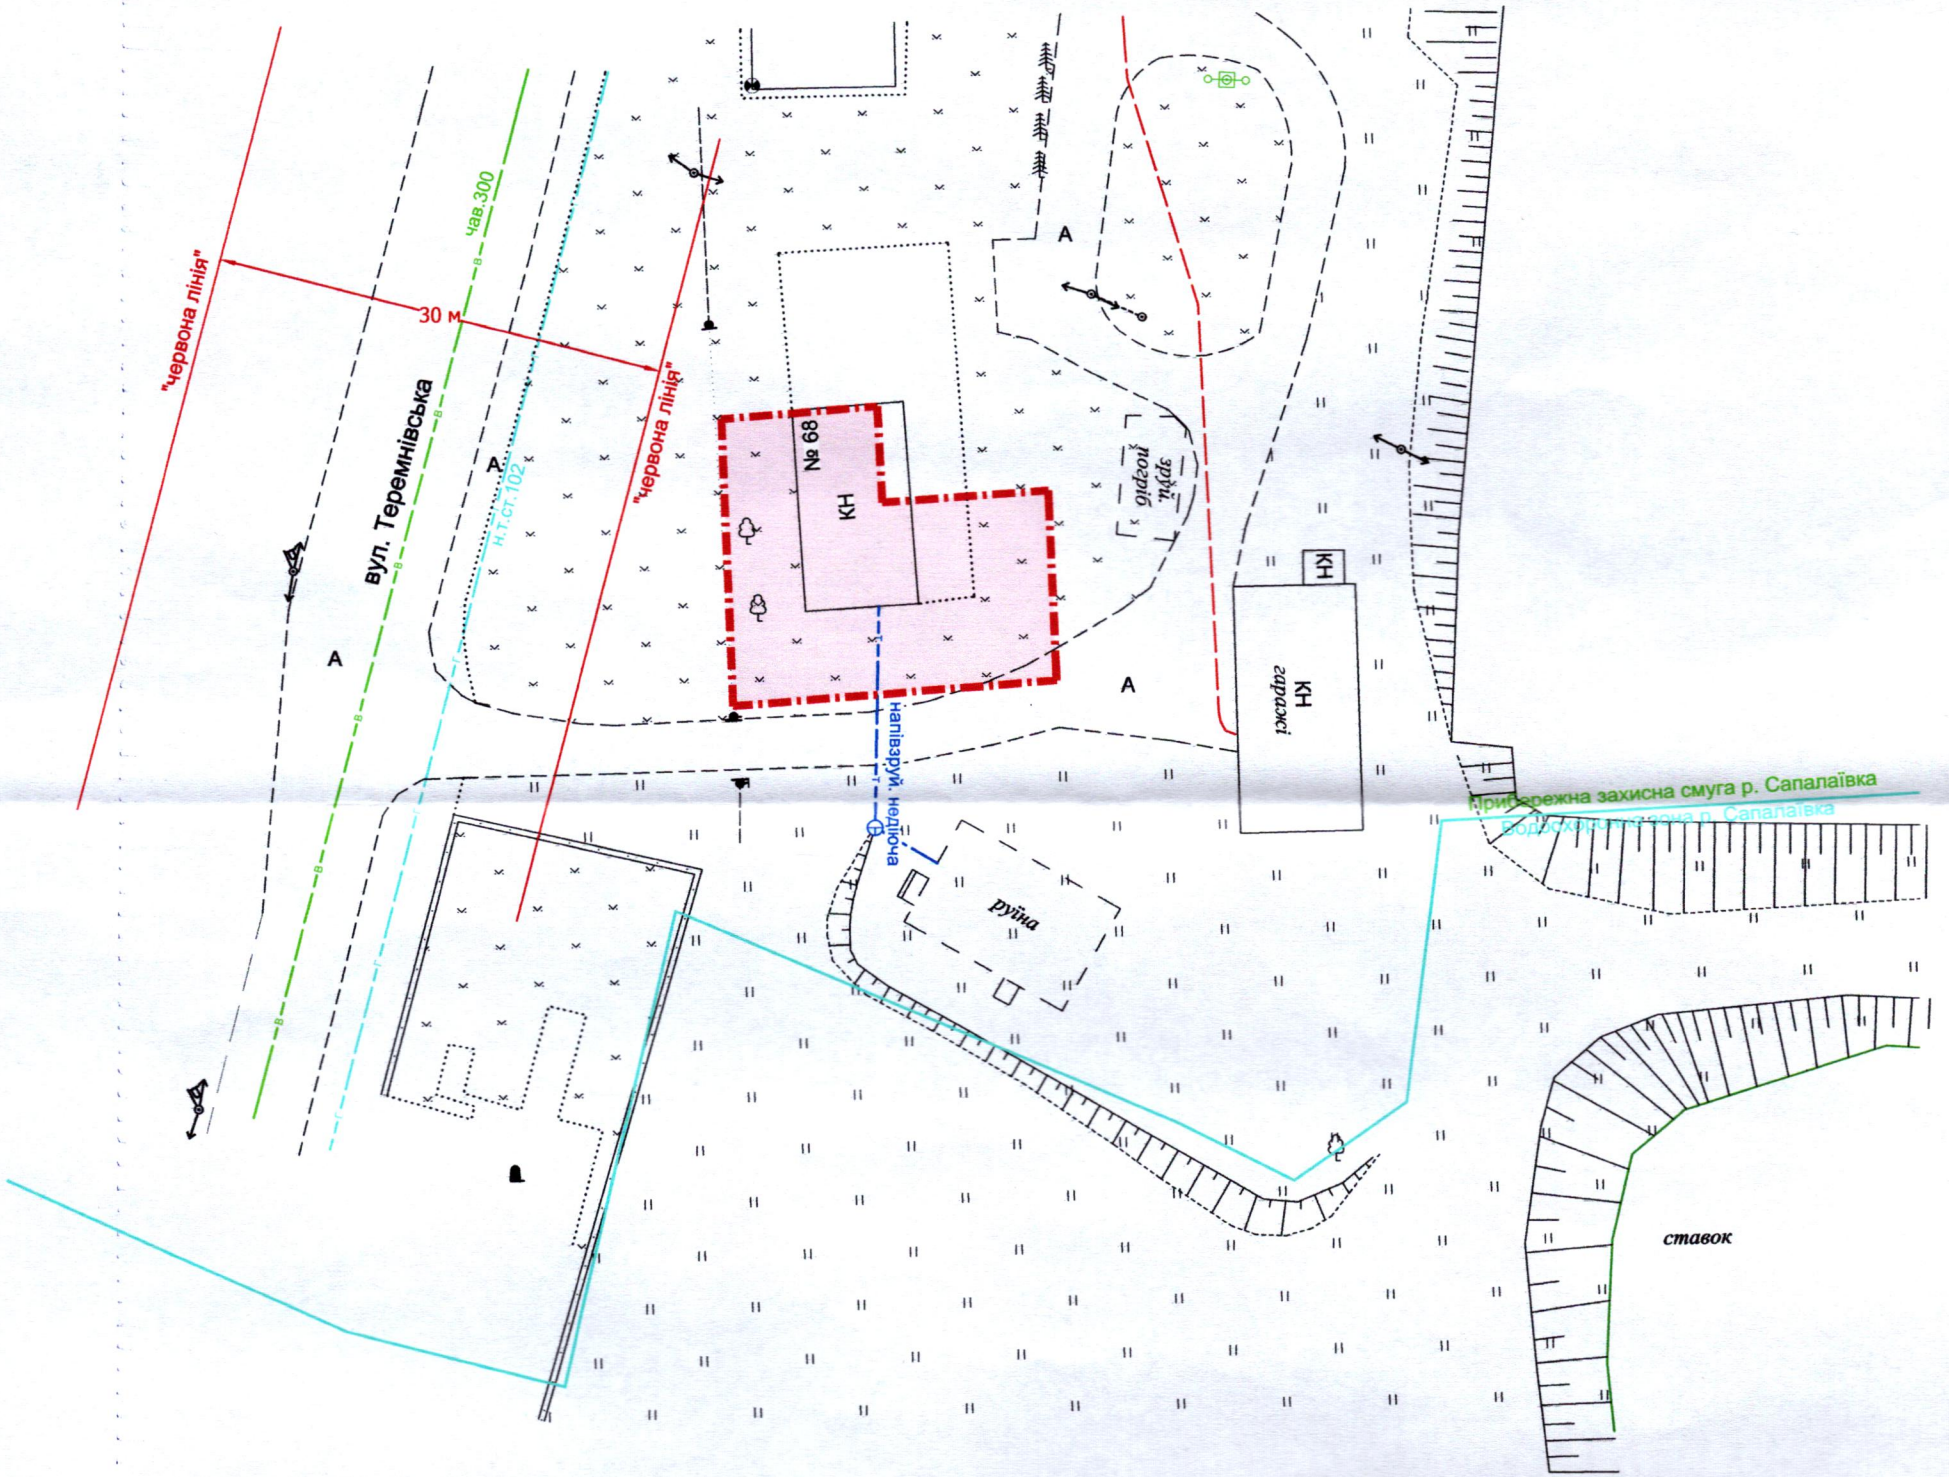 чав.300
"червона лінія"
30 м
"червона лінія"
вул. Теремнівська
н.т.ст.102
А
А
А
А
№ 68
КН
зруй.
погріб
КН
КН
гаражі
напівзруй. недіюча
Прибережна захисна смуга р. Сапалаївка
Водоохоронна зона р. Сапалаївка
руїна
ставок
в
в
в
в
в
в
г
г
г
т
т